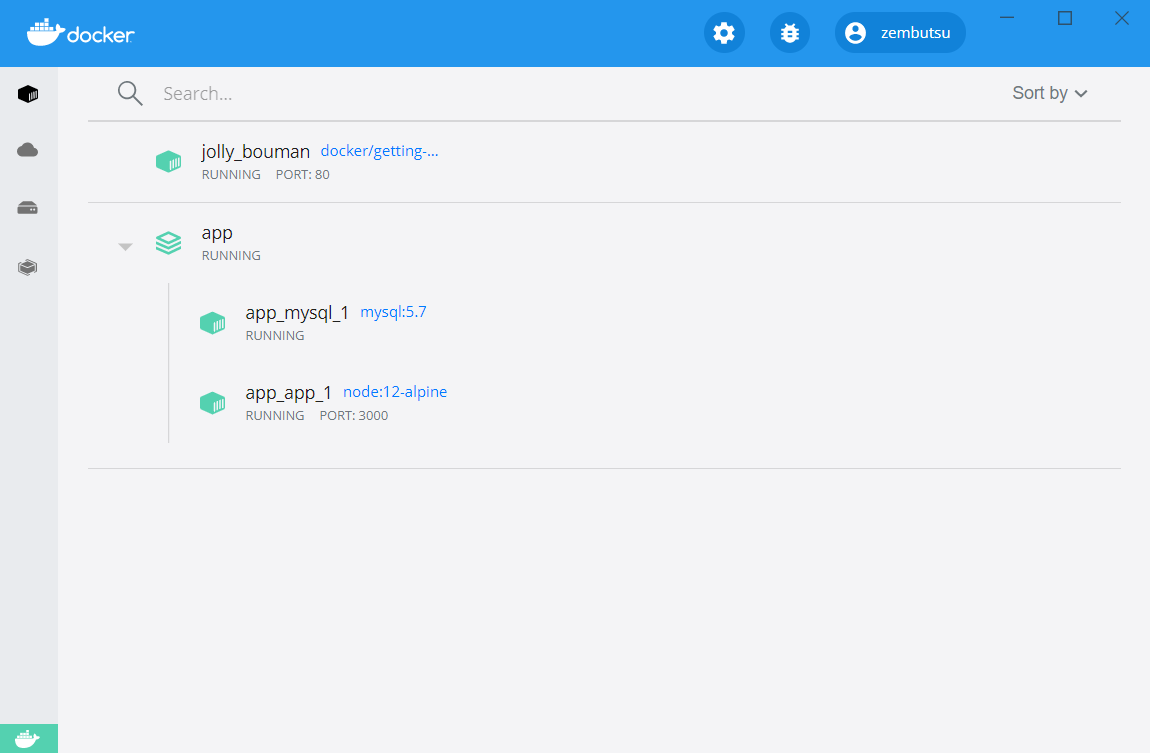 docker
zembutsu
Search...
Sort by
jolly_bouman docker/getting-...
RUNNING PORT: 80
app
RUNNING
app_mysql_1 mysql:5.7
RUNNING
app_app_1 node:12-alpine
RUNNING PORT: 3000